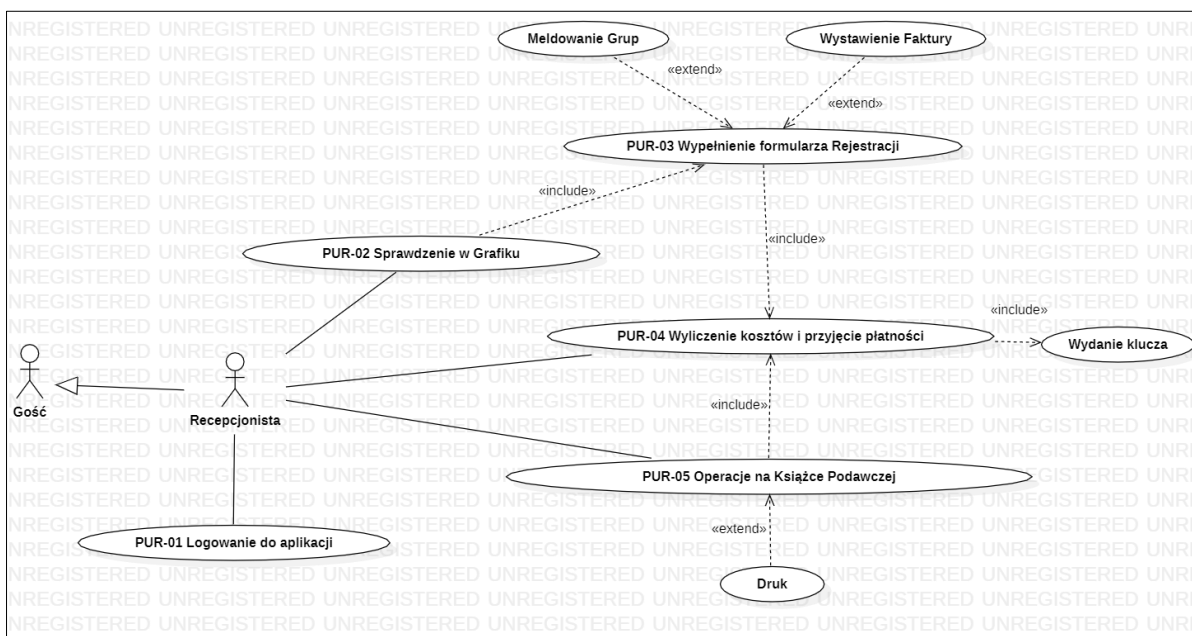 Meldowanie Grup
Wystawienie Faktury
«extend»
«extend»
PUR-03 Wypełnienie formularza Rejestracji
«include»
PUR-02 Sprawdzenie w Grafiku
«include»
«include»
PUR-04 Wyliczenie kosztów i przyjęcie płatności
Wydanie klucza
Gość
Recepcjonista
«include»
PUR-05 Operacje na Książce Podawczej
«extend»
PUR-01 Logowanie do aplikacji
Druk